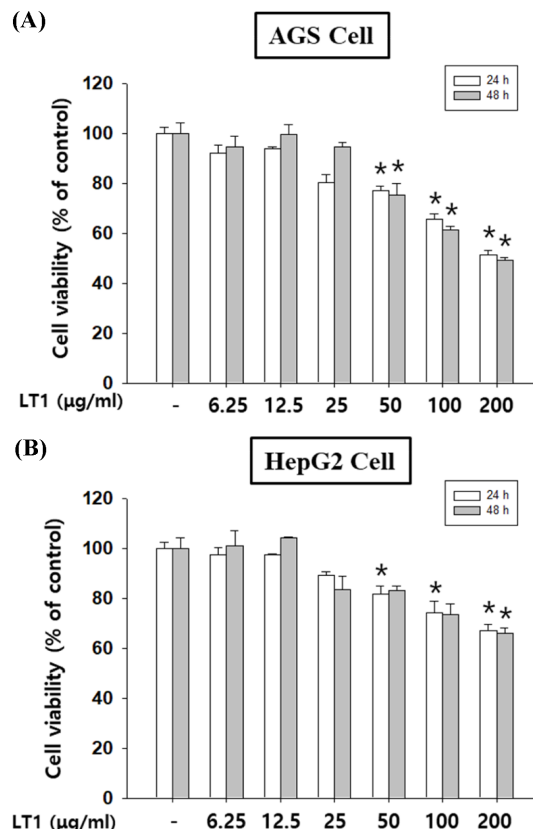 (A)
AGS Cell
24 h
48 h
Cell viability (% of control)
120
100
80
60
40
20
0
* * * * * *
LT1 (μg/ml) - 6.25 12.5 25 50 100 200
(B)
HepG2 Cell
24 h
48 h
Cell viability (% of control)
120
100
80
60
40
20
0
* * * *
LT1 (μg/ml) - 6.25 12.5 25 50 100 200